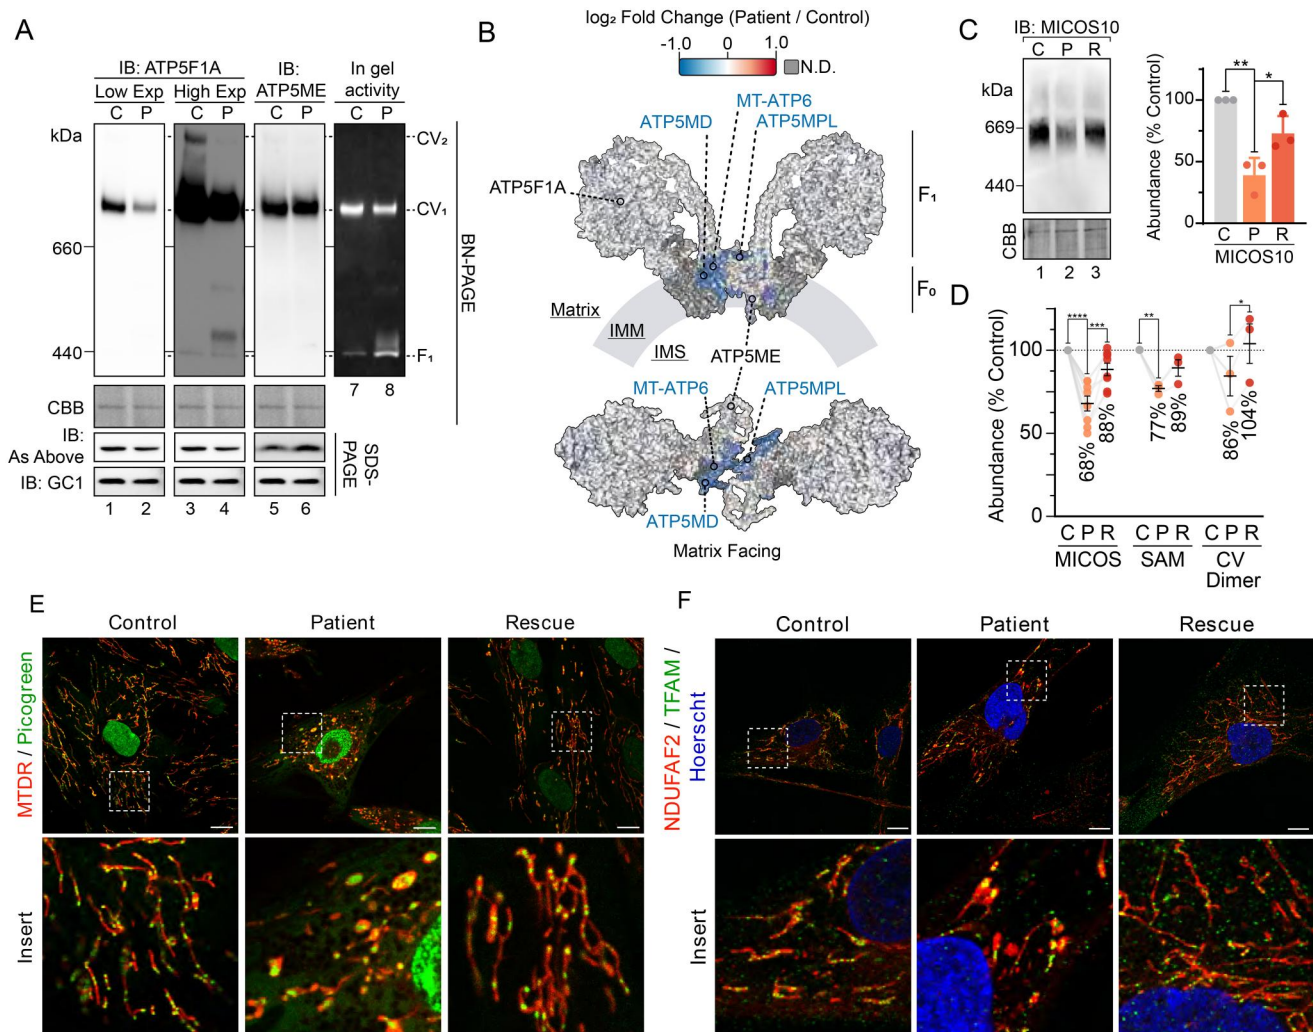 A
IB: ATP5F1A
IB:
ATP5ME
In gel
activity
Low Exp
High Exp
C P C P C P C P
kDa
660
440
CV₂
CV₁
F₁
7 8
BN-PAGE
CBB
IB:
As Above
IB: GC1
SDS-
PAGE
1 2 3 4 5 6
B
log₂ Fold Change (Patient / Control)
-1.0 0 1.0
N.D.
MT-ATP6
ATP5MD
ATP5MPL
ATP5F1A
F₁
F₀
Matrix
IMM
IMS
ATP5ME
MT-ATP6
ATP5MPL
ATP5MD
Matrix Facing
C
IB: MICOS10
C P R
kDa
669
440
CBB
1 2 3
Abundance (% Control)
100
50
0
** *
C P R
MICOS10
D
Abundance (% Control)
100
50
0
**** *** ** *
68% 88% 77% 89% 86% 104%
C P R C P R C P R
MICOS SAM CV
Dimer
E
Control Patient Rescue
MTDR / Picogreen
Insert
F
Control Patient Rescue
NDUFAF2 / TFAM /
Hoerscht
Insert